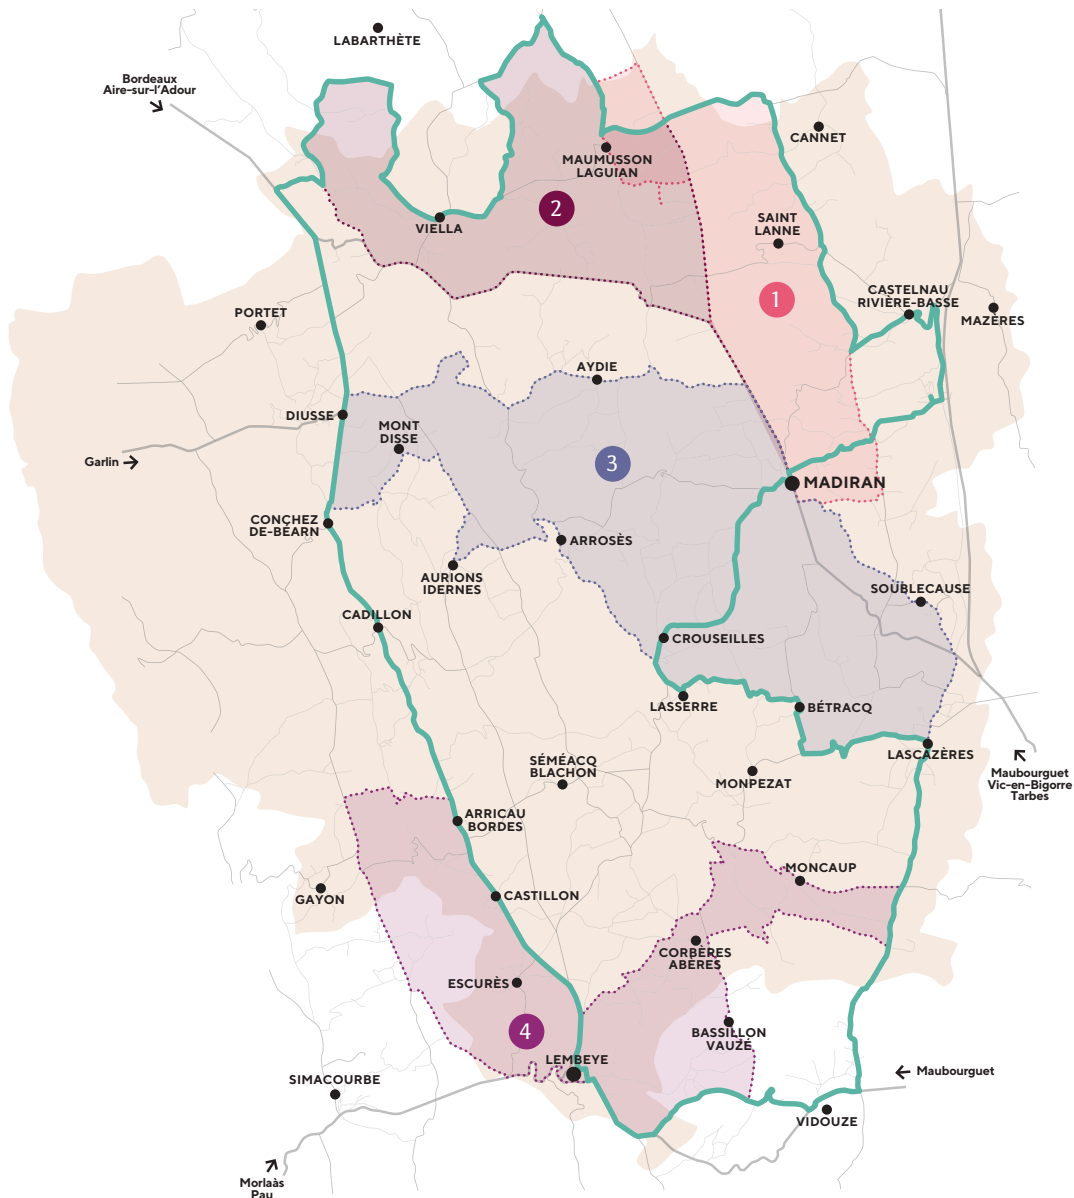 LABARTHÈTE
Bordeaux
Aire-sur-l'Adour
CANNET
MAUMUSSON
LAGUIAN
2
SAINT
LANNE
VIELLA
CASTELNAU
RIVIÈRE-BASSE
1
PORTET
MAZÈRES
AYDIE
DIUSSE
MONT
DISSE
Garlin
3
MADIRAN
CONCHEZ
DE-BÉARN
ARROSÈS
AURIONS
IDERNES
SOUBLECAUSE
CADILLON
CROUSEILLES
LASSERRE
BÉTRACQ
LASCAZÈRES
SÉMÉACQ
BLACHON
MONPEZAT
Maubourguet
Vic-en-Bigorre
Tarbes
ARRICAU
BORDES
MONCAUP
GAYON
CASTILLON
CORBÈRES
ABÈRES
ESCURÈS
4
BASSILLON
VAUZÉ
LEMBEYE
SIMACOURBE
Maubourguet
VIDOUZE
Morlaàs
Pau